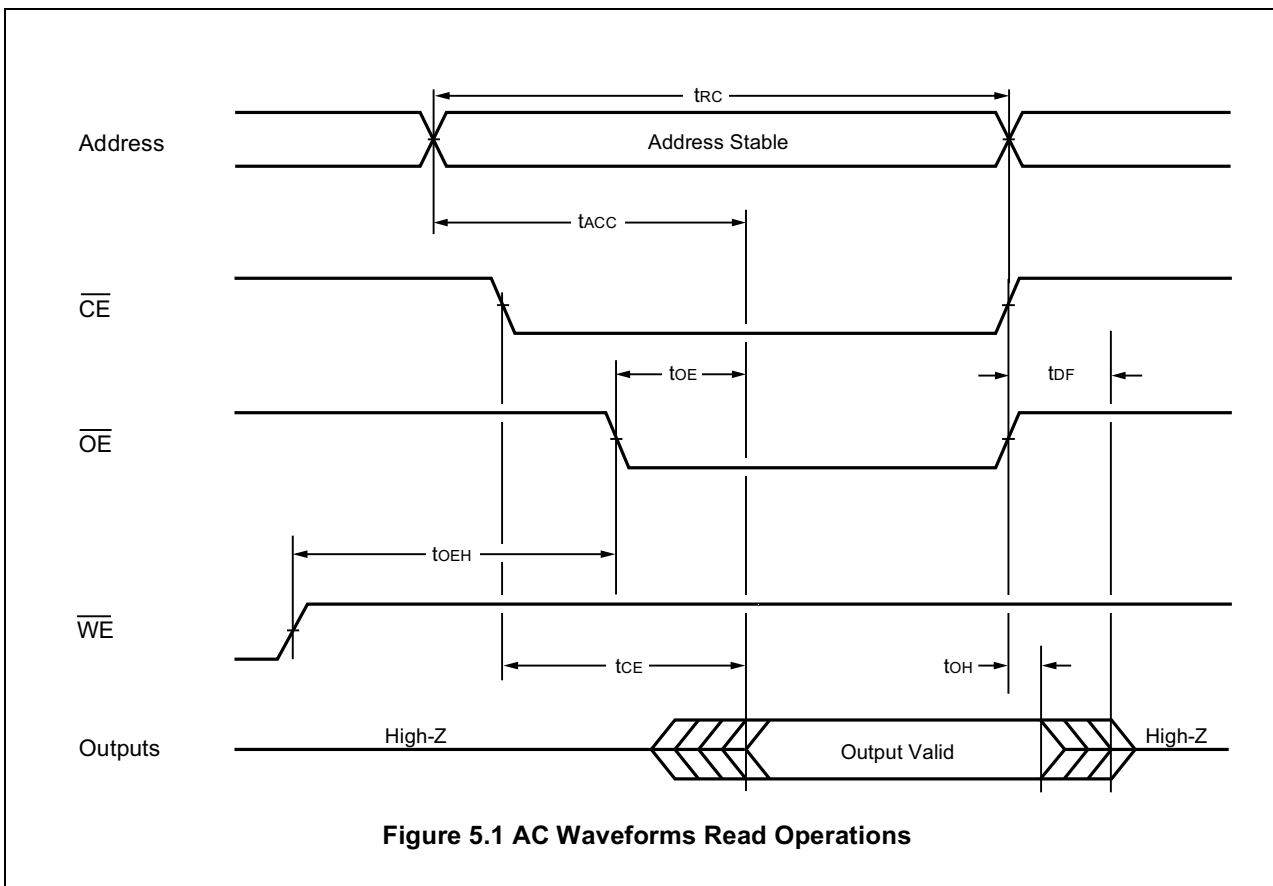 tRC
Address
Address Stable
tACC
CE
tOE
tDF
OE
tOEH
WE
tCE
tOH
Outputs
High-Z
Output Valid
High-Z
Figure 5.1 AC Waveforms Read Operations